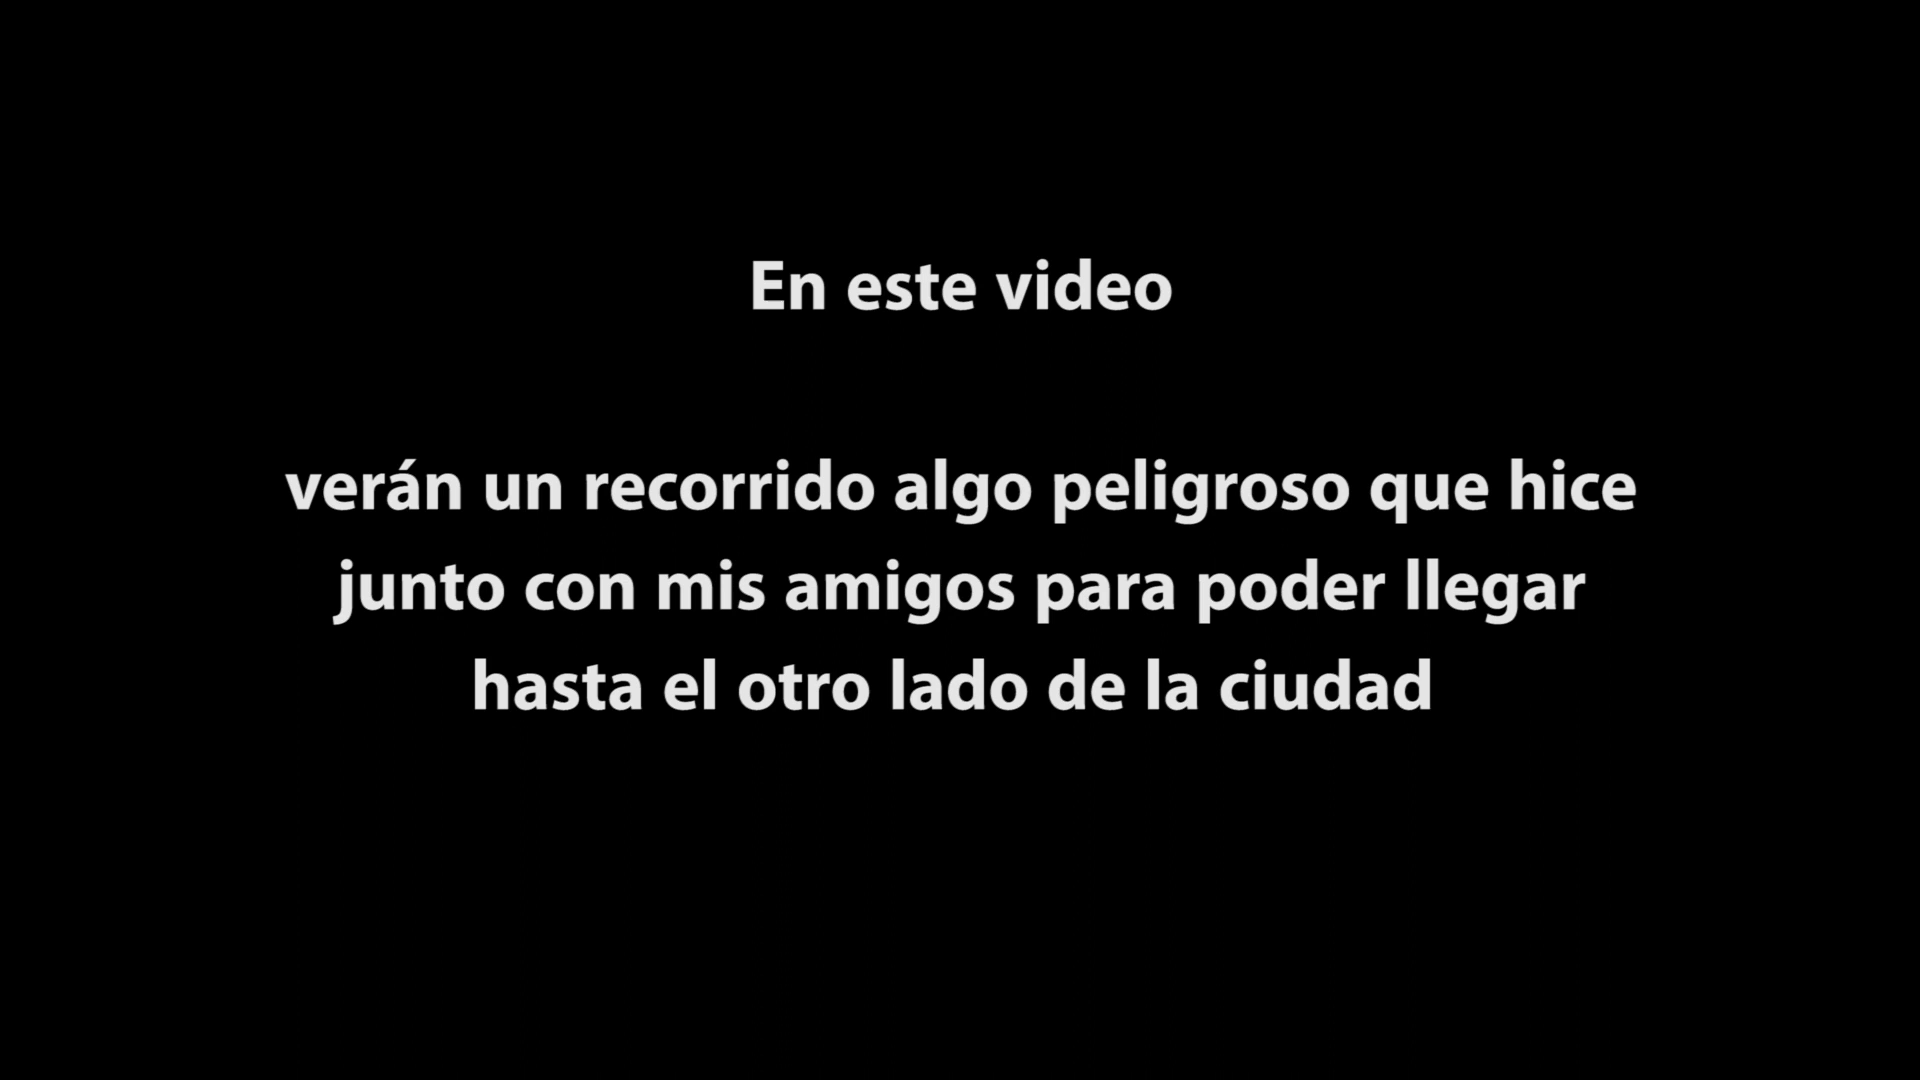 En este video
verán un recorrido algo peligroso que hice
junto con mis amigos para poder llegar
hasta el otro lado de la ciudad